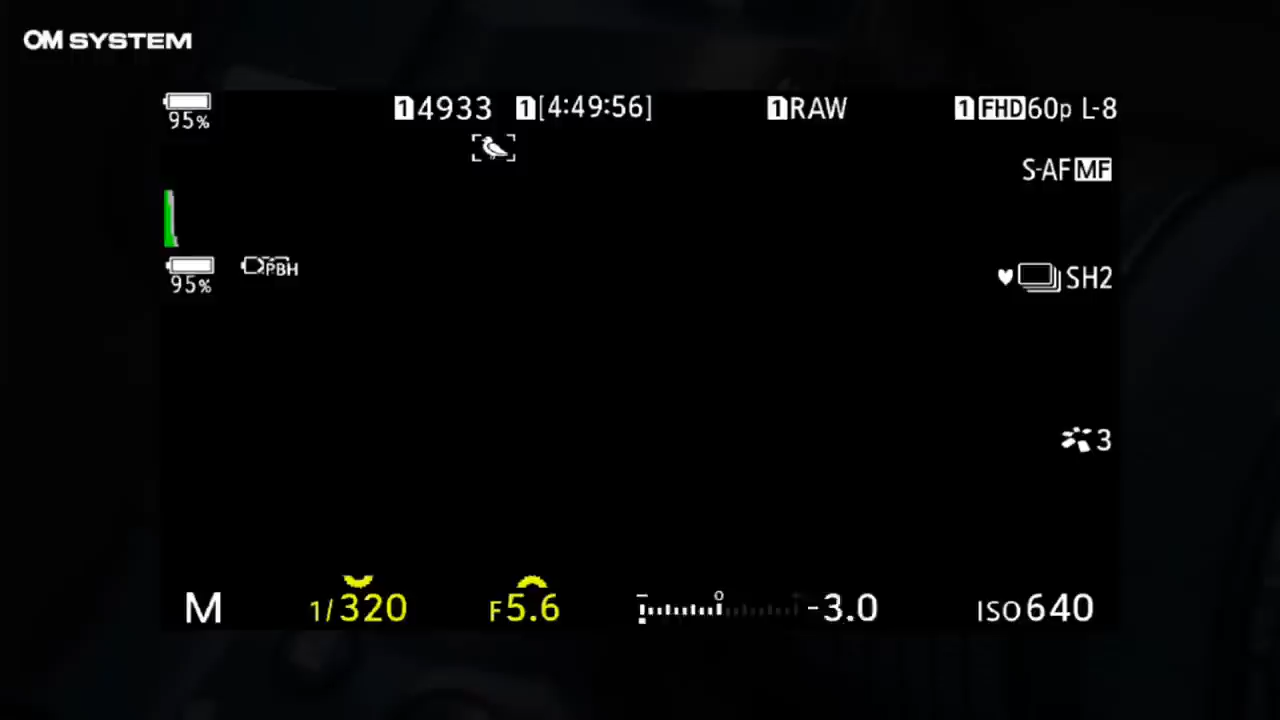 OM SYSTEM
95% 1 4933 1 [4:49:56] 1 RAW 1 FHD 60p L-8
S-AF MF
95% PBH
SH2
3
M 1/320 F5.6 -3.0 ISO 640